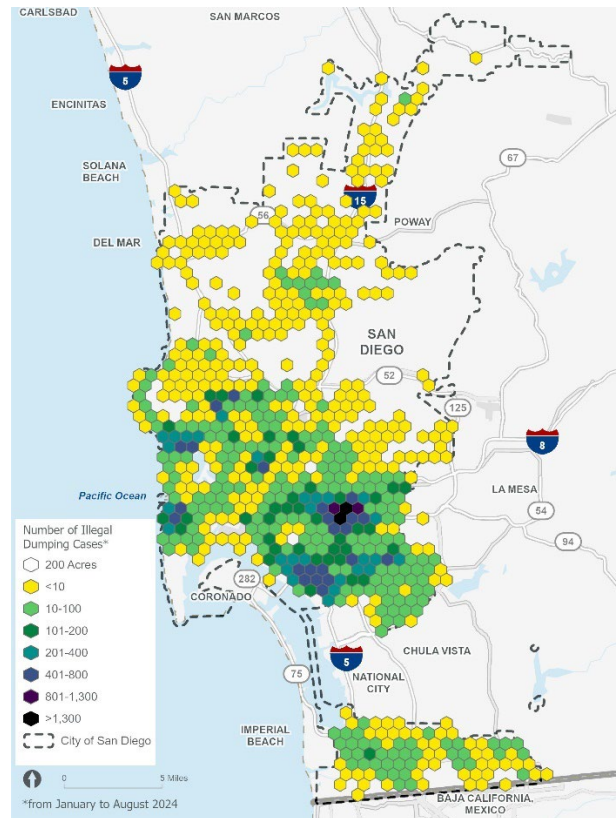 CARLSBAD
SAN MARCOS
5
ENCINITAS
SOLANA
BEACH
67
15
56
POWAY
DEL MAR
SAN
DIEGO
52
125
8
LA MESA
Pacific Ocean
54
94
Number of Illegal
Dumping Cases*
200 Acres
<10
10-100
101-200
201-400
401-800
801-1,300
>1,300
City of San Diego
0 5 Miles
*from January to August 2024
282
CORONADO
5
CHULA VISTA
75
NATIONAL
CITY
IMPERIAL
BEACH
BAJA CALIFORNIA,
MEXICO